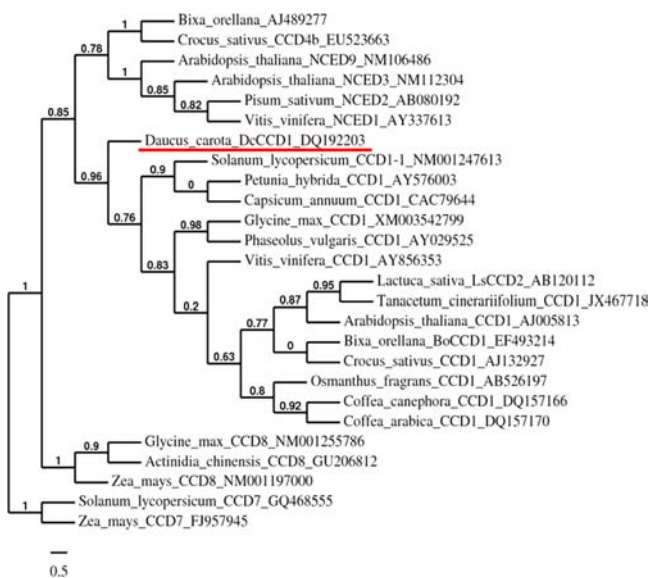 1
Bixa_orellana_AJ489277
0.78
Crocus_sativus_CCD4b_EU523663
Arabidopsis_thaliana_NCED9_NM106486
1
Arabidopsis_thaliana_NCED3_NM112304
0.85
Pisum_sativum_NCED2_AB080192
0.82
0.85
Vitis_vinifera_NCED1_AY337613
Daucus_carota_DcCCD1_DQ192203
Solanum_lycopersicum_CCD1-1_NM001247613
0.9
0.96
Petunia_hybrida_CCD1_AY576003
0
Capsicum_annuum_CCD1_CAC79644
0.76
Glycine_max_CCD1_XM003542799
0.98
Phaseolus_vulgaris_CCD1_AY029525
Vitis_vinifera_CCD1_AY856353
0.83
Lactuca_sativa_LsCCD2_AB120112
0.95
0.87
Tanacetum_cinerariifolium_CCD1_JX467718
1
0.2
Arabidopsis_thaliana_CCD1_AJ005813
0.77
Bixa_orellana_BoCCD1_EF493214
0
Crocus_sativus_CCD1_AJ132927
0.63
Osmanthus_fragrans_CCD1_AB526197
0.8
Coffea_canephora_CCD1_DQ157166
0.92
Coffea_arabica_CCD1_DQ157170
Glycine_max_CCD8_NM001255786
0.9
Actinidia_chinensis_CCD8_GU206812
1
Zea_mays_CCD8_NM001197000
Solanum_lycopersicum_CCD7_GQ468555
1
Zea_mays_CCD7_FJ957945
0.5